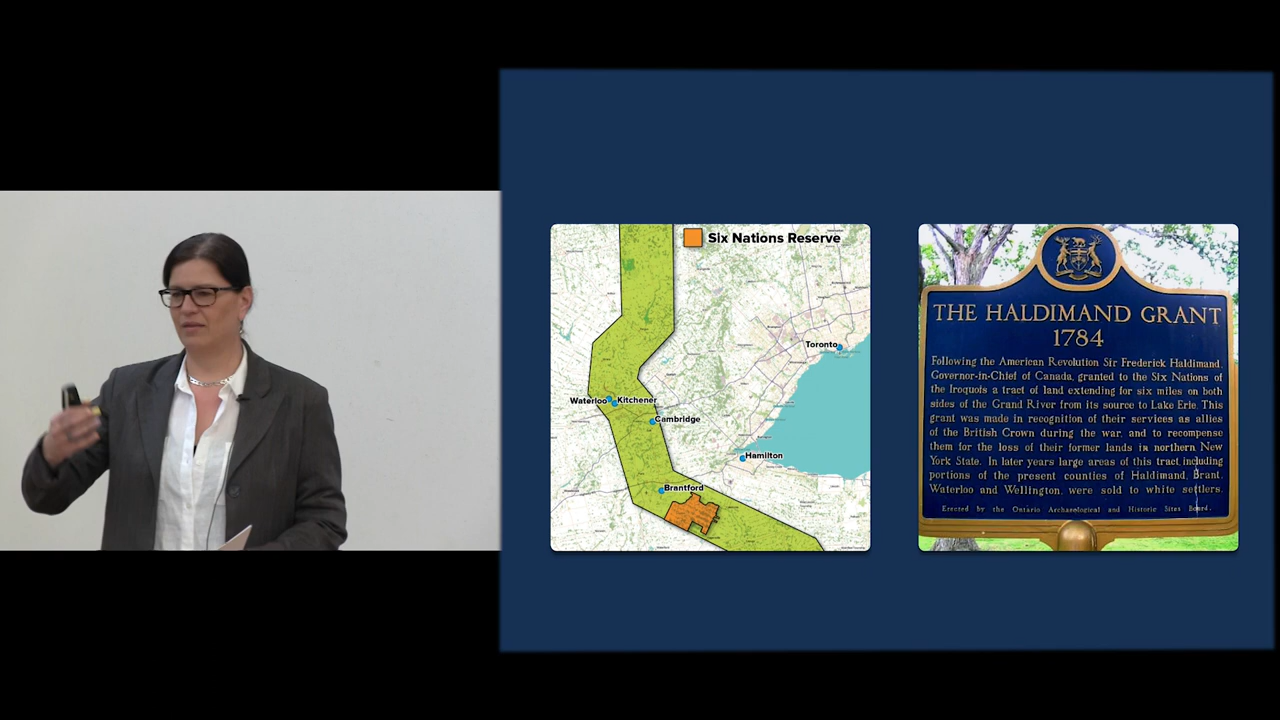 Six Nations Reserve
Toronto
Waterloo
Kitchener
Cambridge
Hamilton
Brantford
THE HALDIMAND GRANT
1784
Following the American Revolution Sir Frederick Haldimand,
Governor-in-Chief of Canada, granted to the Six Nations of
the Iroquois a tract of land extending for six miles on both
sides of the Grand River from its source to Lake Erie. This
grant was made in recognition of their services as allies
of the British Crown during the war, and to recompense
them for the loss of their former lands in northern New
York State. In later years large areas of this tract including
portions of the present counties of Haldimand, Brant,
Waterloo and Wellington, were sold to white settlers.
Erected by the Ontario Archaeological and Historic Sites Board.